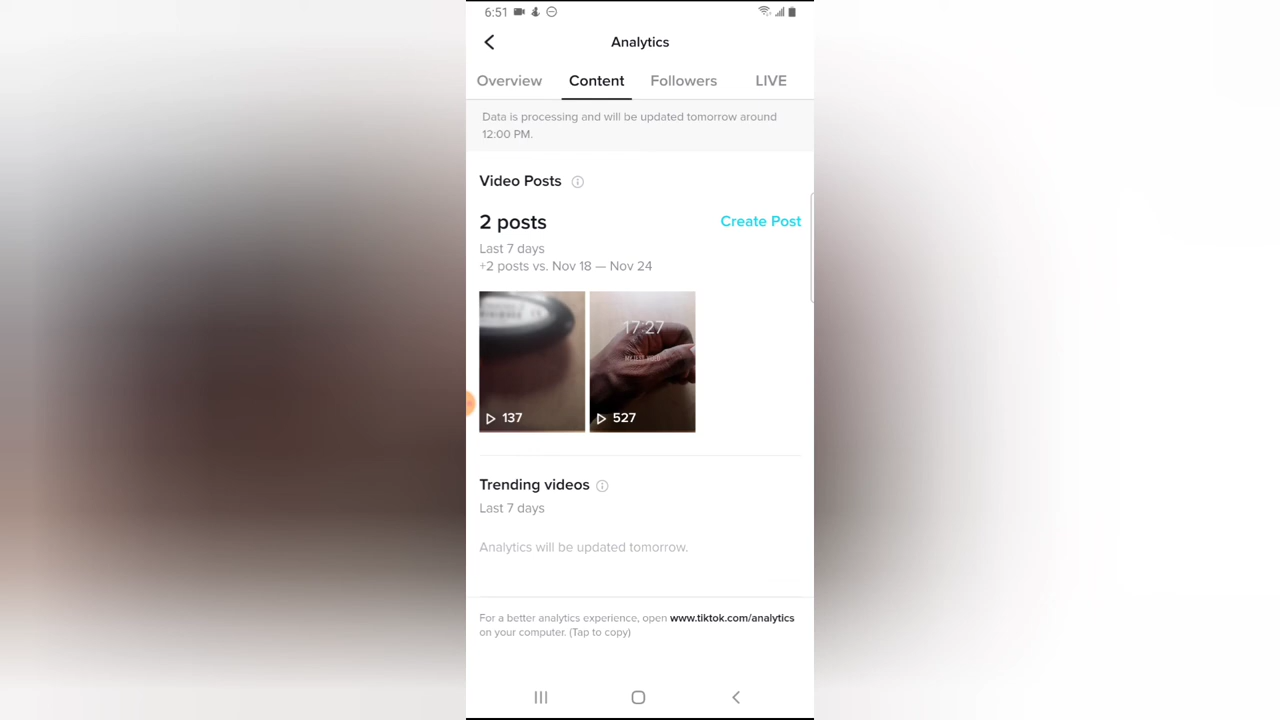 6:51
Analytics
Overview Content Followers LIVE
Data is processing and will be updated tomorrow around
12:00 PM.
Video Posts
2 posts
Create Post
Last 7 days
+2 posts vs. Nov 18 — Nov 24
17:27
MY TEST VIDEO
137
527
Trending videos
Last 7 days
Analytics will be updated tomorrow.
For a better analytics experience, open www.tiktok.com/analytics
on your computer. (Tap to copy)